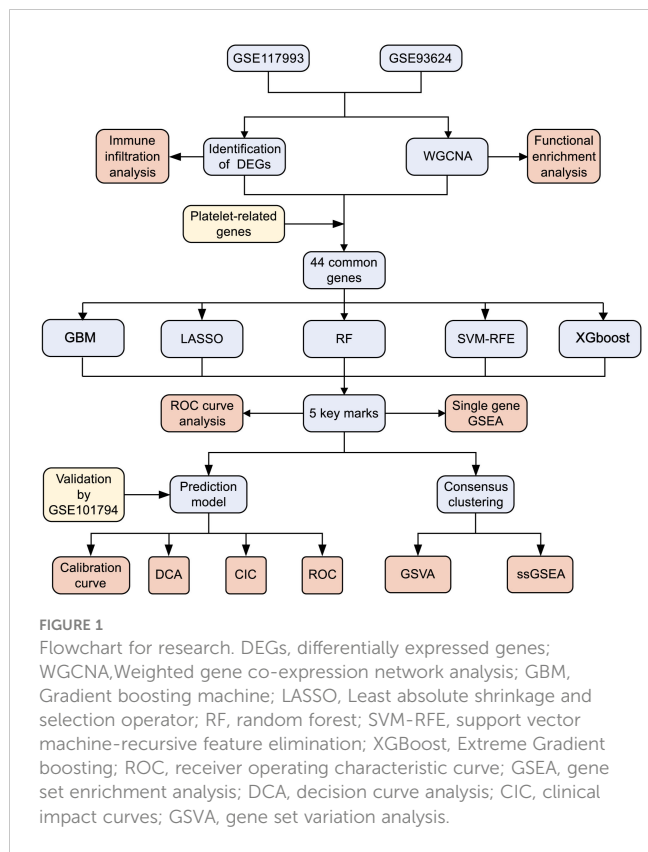 GSE117993
GSE93624
Immune
infiltration
analysis
Identification
of DEGs
WGCNA
Functional
enrichment
analysis
Platelet-related
genes
44 common
genes
GBM
LASSO
RF
SVM-RFE
XGboost
ROC curve
analysis
5 key marks
Single gene
GSEA
Validation
by
GSE101794
Prediction
model
Consensus
clustering
Calibration
curve
DCA
CIC
ROC
GSVA
ssGSEA
FIGURE 1
Flowchart for research. DEGs, differentially expressed genes;
WGCNA,Weighted gene co-expression network analysis; GBM,
Gradient boosting machine; LASSO, Least absolute shrinkage and
selection operator; RF, random forest; SVM-RFE, support vector
machine-recursive feature elimination; XGBoost, Extreme Gradient
boosting; ROC, receiver operating characteristic curve; GSEA, gene
set enrichment analysis; DCA, decision curve analysis; CIC, clinical
impact curves; GSVA, gene set variation analysis.